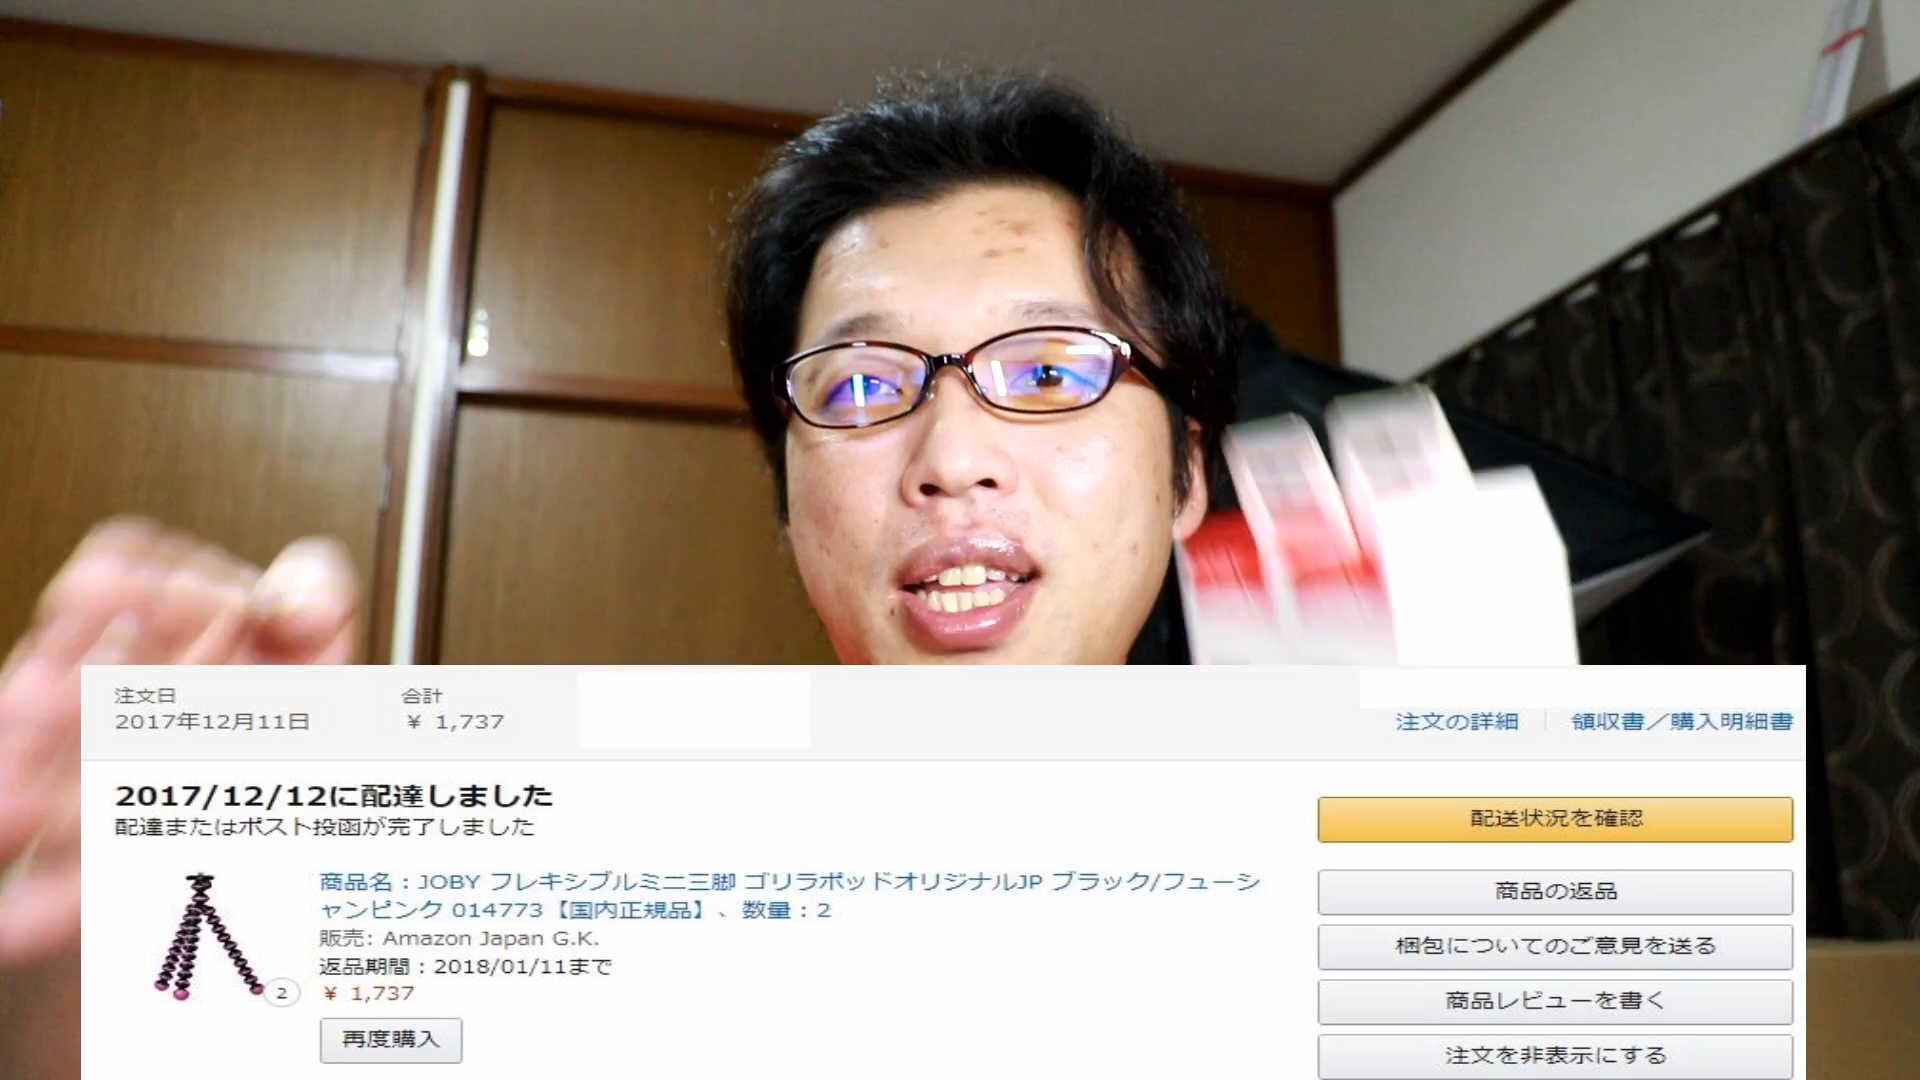 注文日
2017年12月11日
合計
¥ 1,737
注文の詳細
領収書／購入明細書
2017/12/12に配達しました
配達またはポスト投函が完了しました
商品名：JOBY フレキシブルミニ三脚 ゴリラポッドオリジナルJP ブラック/フューシ
ャンピンク 014773【国内正規品】、数量：2
販売: Amazon Japan G.K.
返品期間：2018/01/11まで
¥ 1,737
2
再度購入
配送状況を確認
商品の返品
梱包についてのご意見を送る
商品レビューを書く
注文を非表示にする